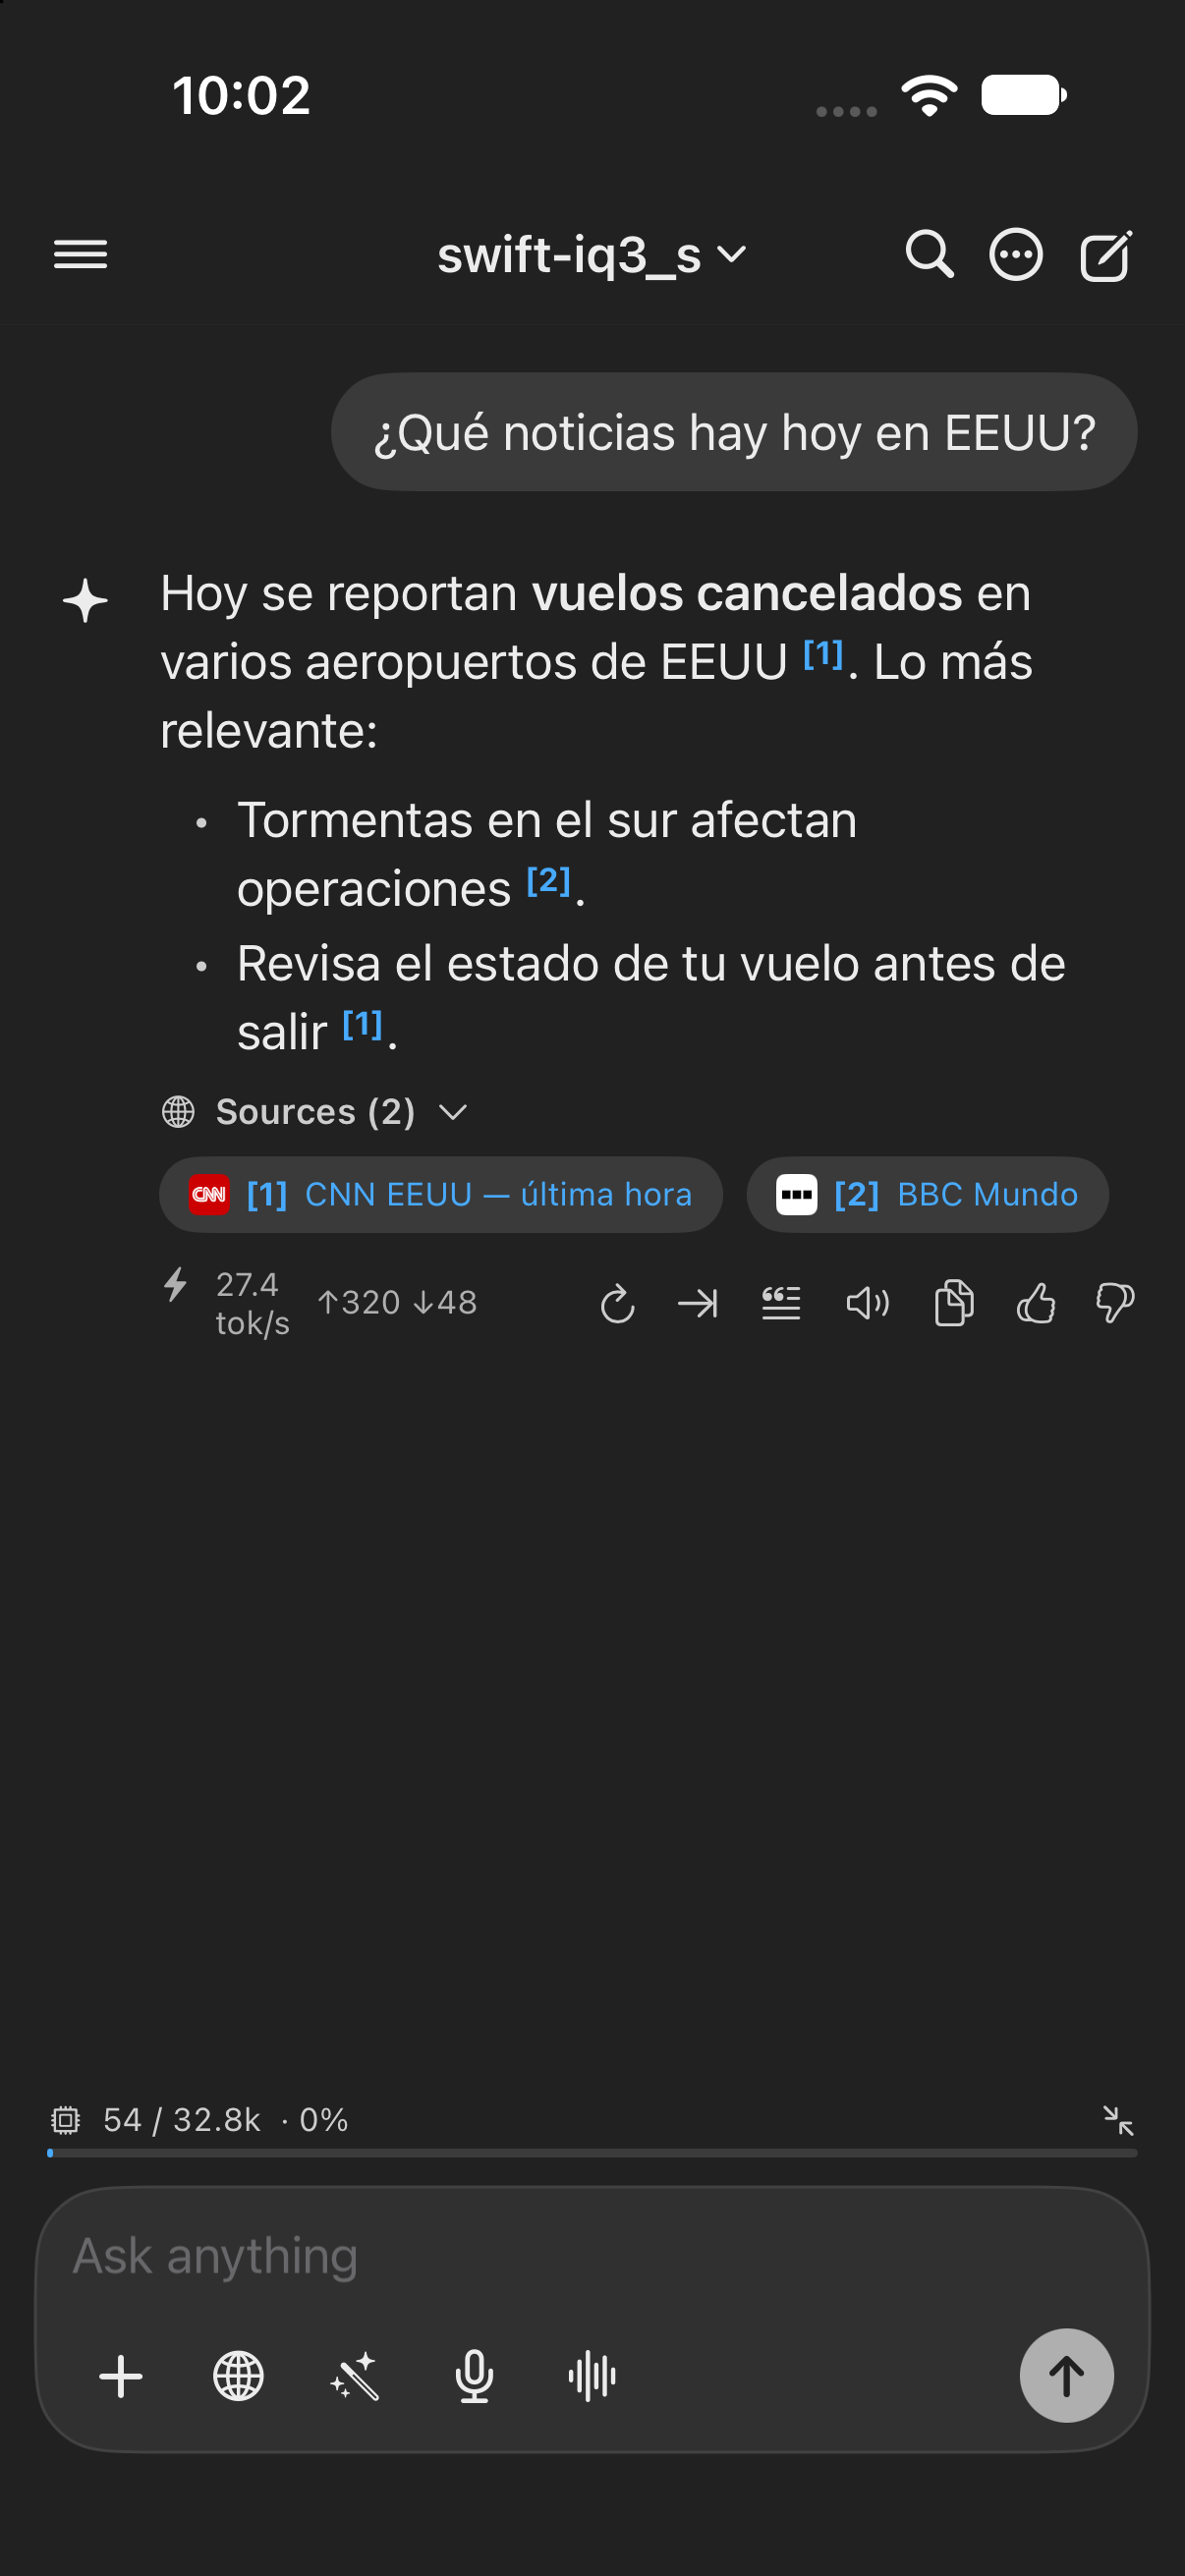 10:02
swift-iq3_s
¿Qué noticias hay hoy en EEUU?
Hoy se reportan vuelos cancelados en
varios aeropuertos de EEUU [1]. Lo más
relevante:
• Tormentas en el sur afectan
operaciones [2].
• Revisa el estado de tu vuelo antes de
salir [1].
Sources (2)
CNN [1] CNN EEUU — última hora
[2] BBC Mundo
27.4
tok/s
↑320 ↓48
54 / 32.8k · 0%
Ask anything